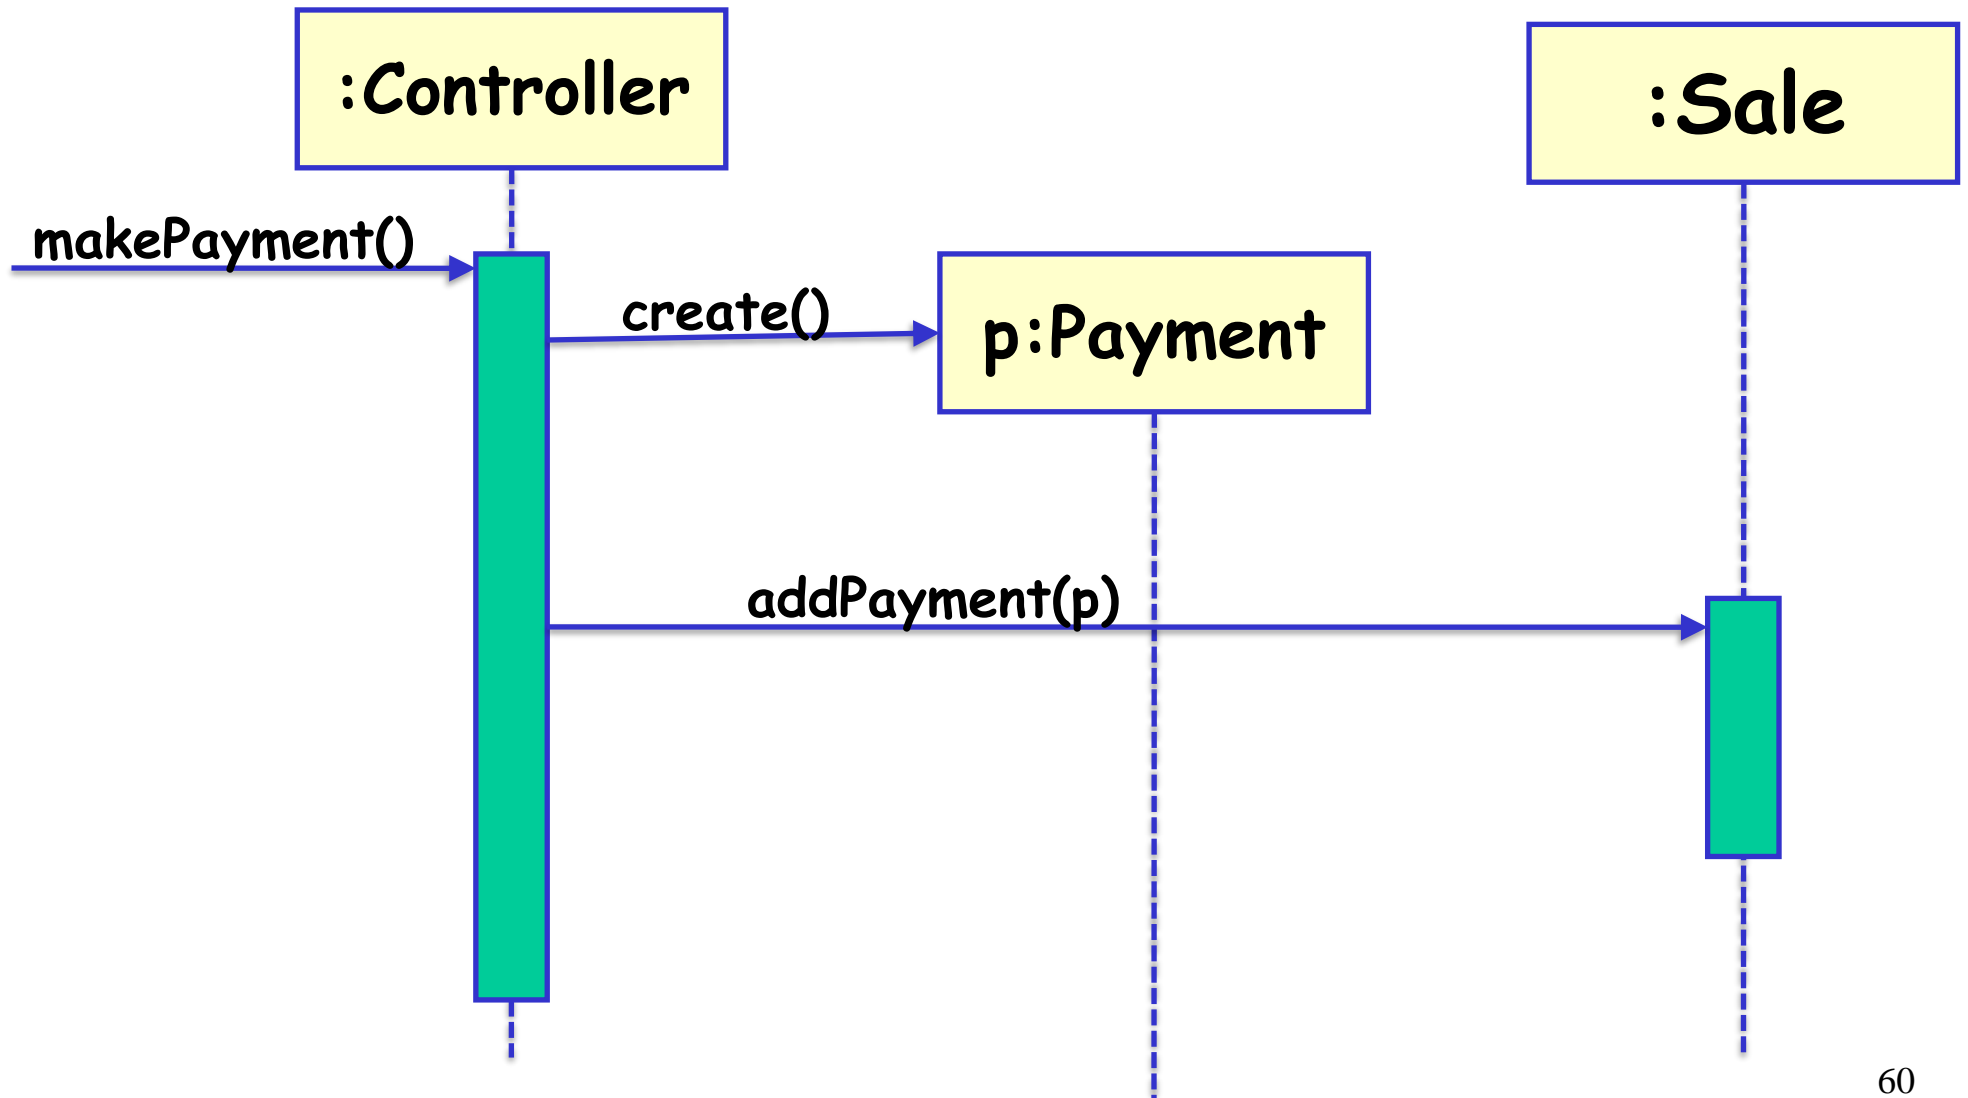 :Controller
:Sale
makePayment()
create()
p:Payment
addPayment(p)
60